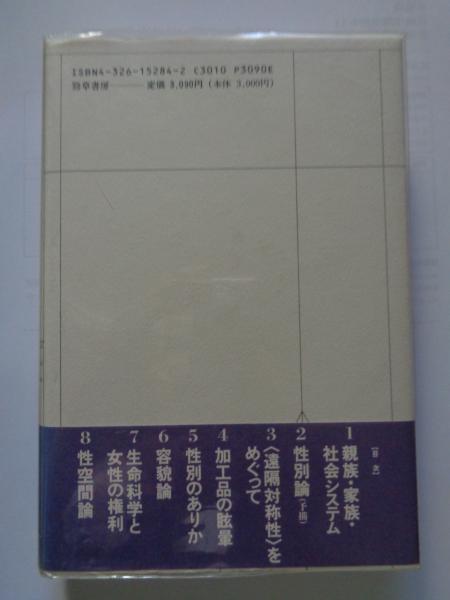 ISBN4-326-15284-2 C3010 P3090E
勁草書房―――定価 3,090円(本体 3,000円)
[目 次]
1 親族・家族・
社会システム
2 性別論(予描)
3〈遠隔対称性〉を
めぐって
4 加工品の眩暈
5 性別のありか
6 容貌論
7 生命科学と
女性の権利
8 性空間論